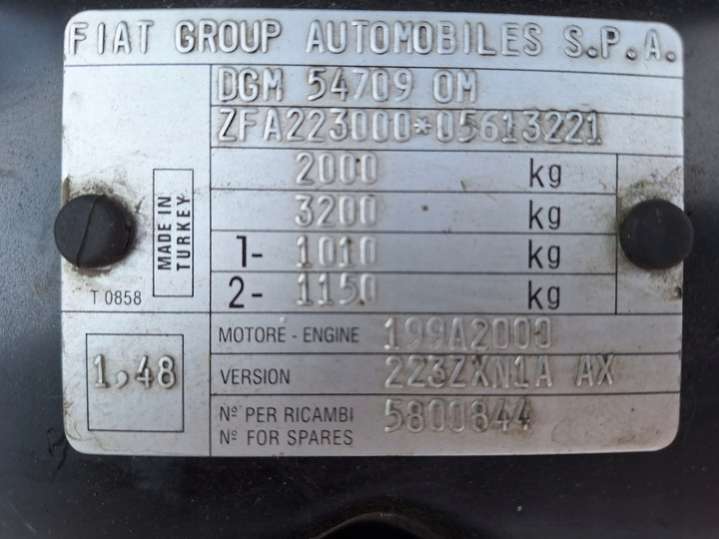 FIAT GROUP AUTOMOBILES S.P.A.
DGM 54709 OM
ZFA223000*05613221
2000 kg
3200 kg
1- 1010 kg
2- 1150 kg
MADE IN
TURKEY
T 0858
MOTORE - ENGINE 199A2000
1,48
VERSION 223ZXN1A AX
Nº PER RICAMBI
Nº FOR SPARES
5800844